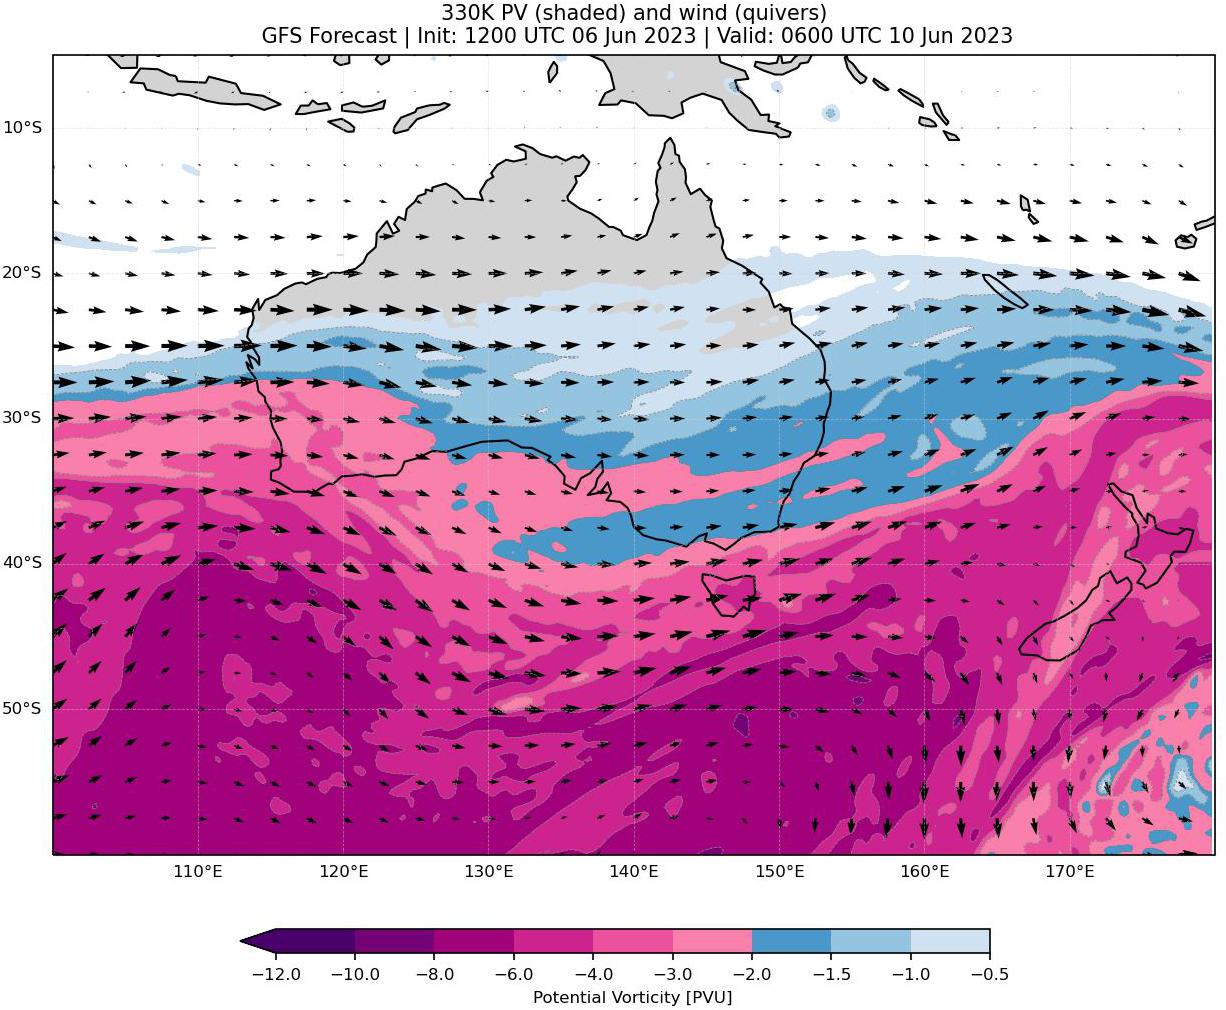 330K PV (shaded) and wind (quivers)
GFS Forecast | Init: 1200 UTC 06 Jun 2023 | Valid: 0600 UTC 10 Jun 2023
10°S
20°S
30°S
40°S
50°S
110°E 120°E 130°E 140°E 150°E 160°E 170°E
−12.0 −10.0 −8.0 −6.0 −4.0 −3.0 −2.0 −1.5 −1.0 −0.5
Potential Vorticity [PVU]